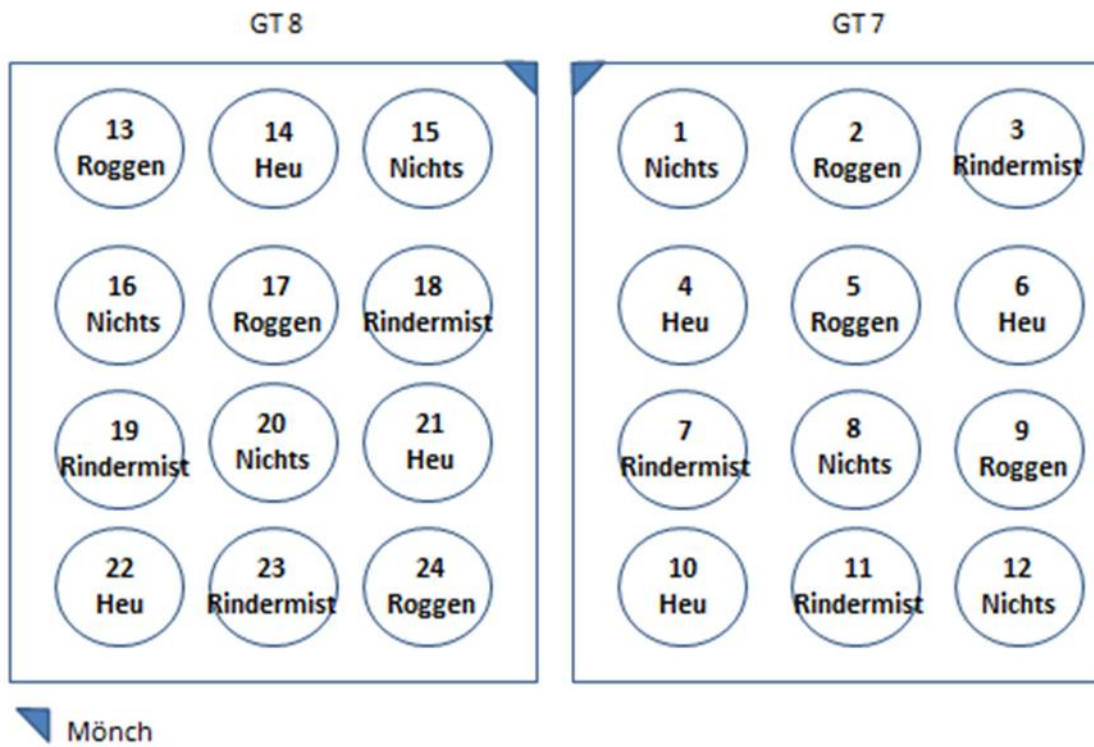 GT 8
GT 7
13
Roggen
14
Heu
15
Nichts
1
Nichts
2
Roggen
3
Rindermist
16
Nichts
17
Roggen
18
Rindermist
4
Heu
5
Roggen
6
Heu
19
Rindermist
20
Nichts
21
Heu
7
Rindermist
8
Nichts
9
Roggen
22
Heu
23
Rindermist
24
Roggen
10
Heu
11
Rindermist
12
Nichts
Mönch